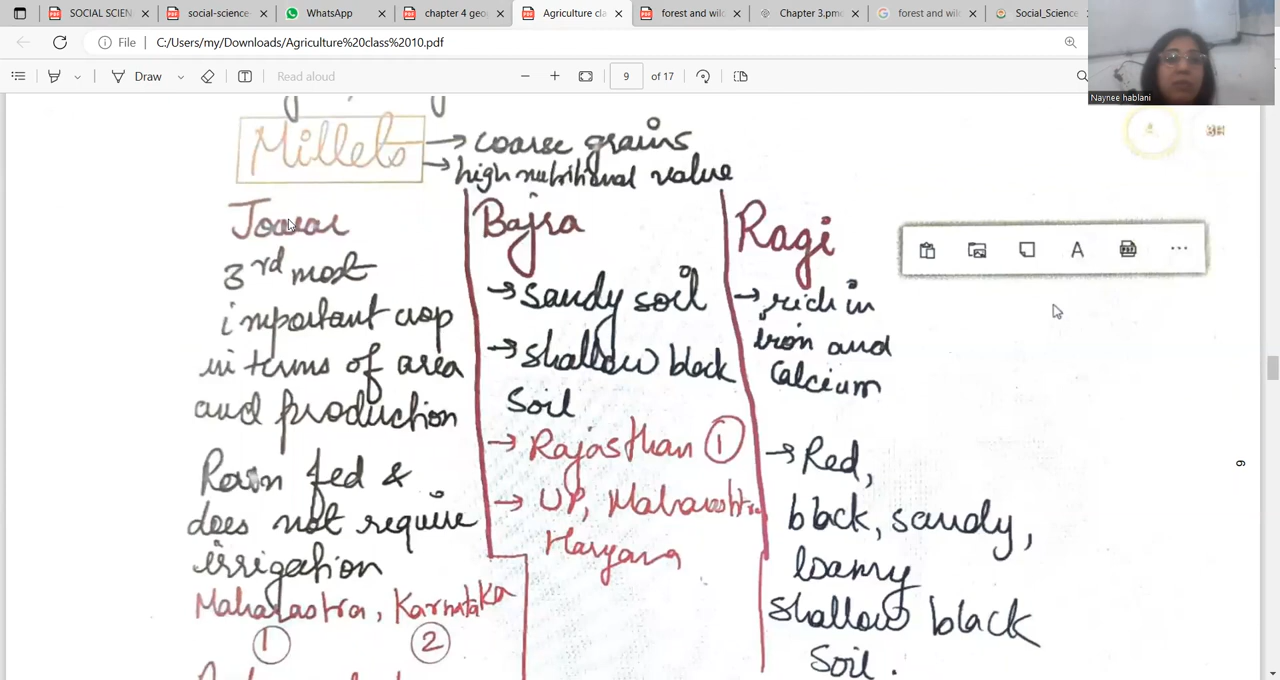 SOCIAL SCIEN
social-science-
WhatsApp
chapter 4 geo
Agriculture cla
forest and wild
Chapter 3.pmd
forest and wild
Social_Science
File
C:/Users/my/Downloads/Agriculture%20class%2010.pdf
Draw
Read aloud
9
of 17
Naynee hablani
Millets
→ coarse grains
→ high nutritional value
Jowar
3rd most
important crop
in terms of area
and production
Rain fed &
does not require
irrigation
Maharastra, Karnataka
1
2
Bajra
→ sandy soil
→ shallow black
soil
→ Rajasthan 1
→ UP, Maharashtra
Haryana
Ragi
→ rich in
iron and
Calcium
→ Red,
black, sandy,
loamy
shallow black
soil.
9